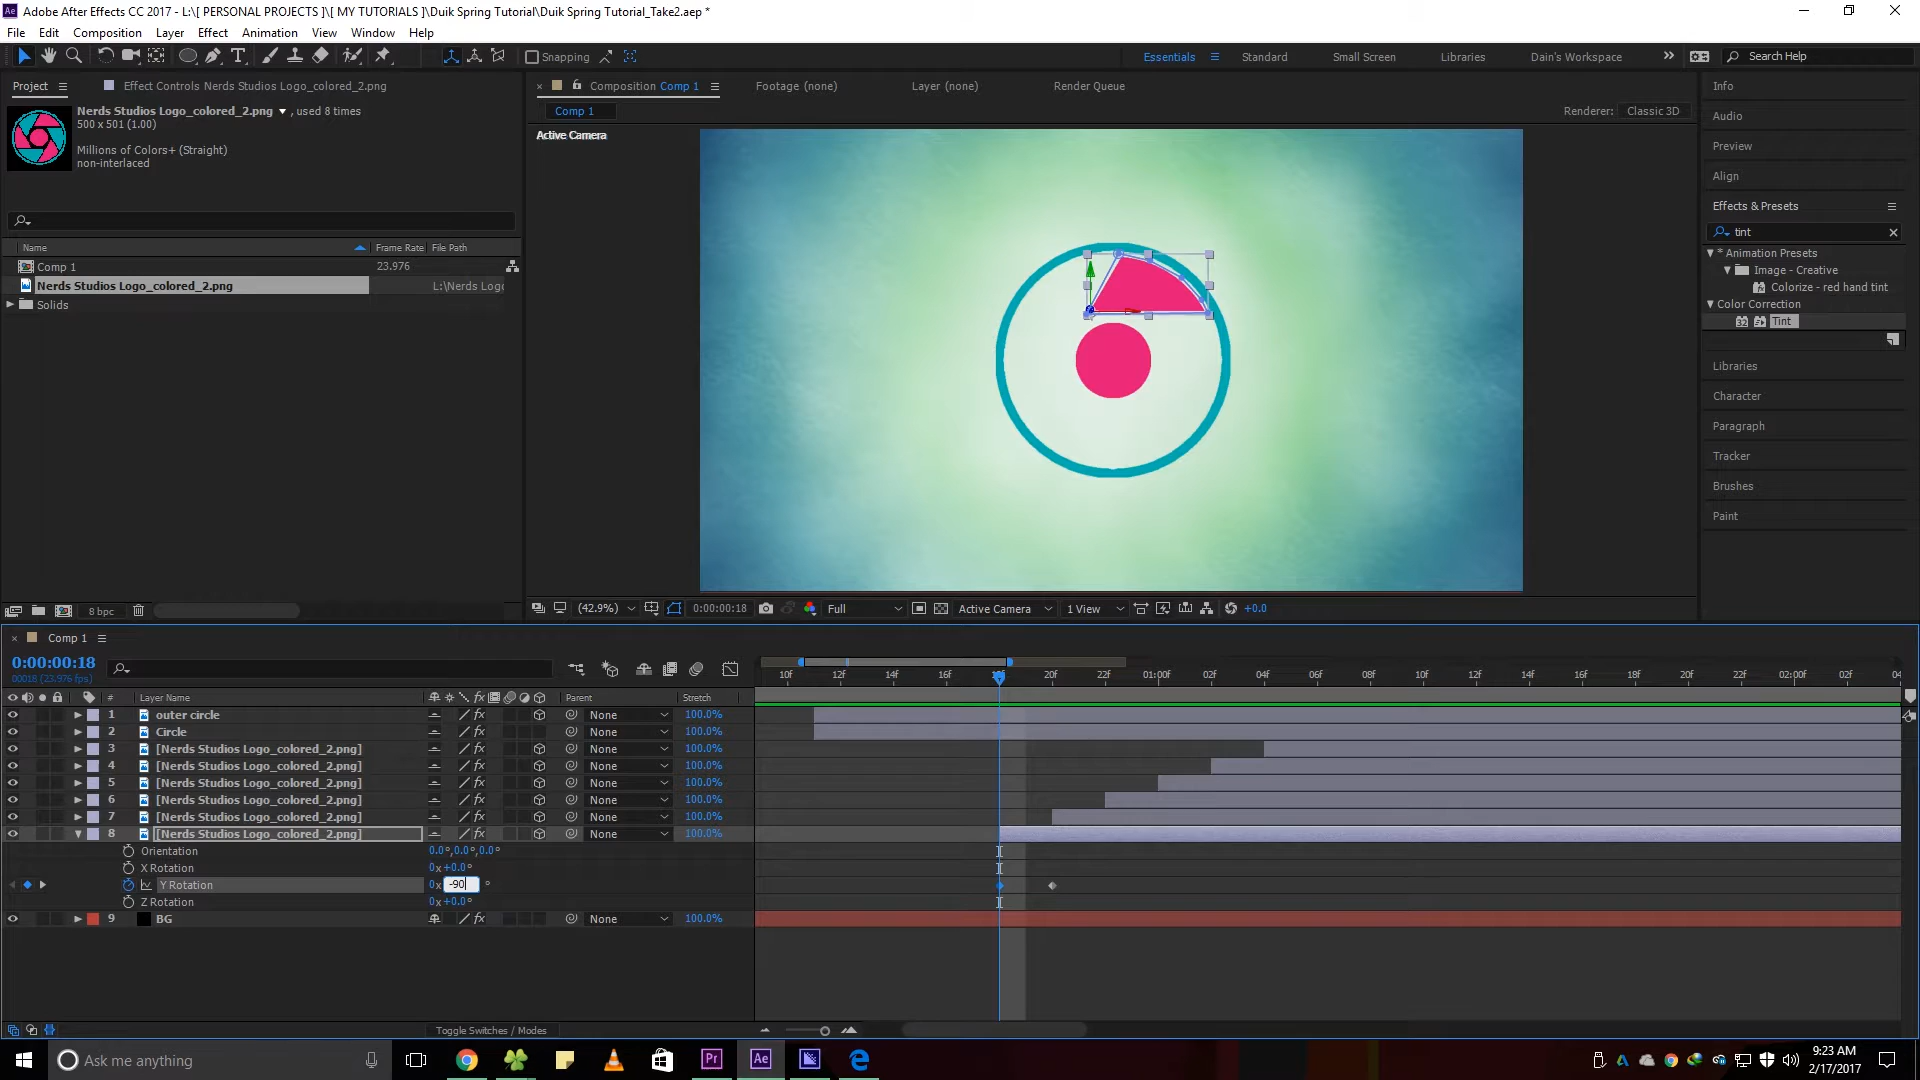 Adobe After Effects CC 2017 - L:\[ PERSONAL PROJECTS ]\[ MY TUTORIALS ]\Duik Spring Tutorial\Duik Spring Tutorial_Take2.aep *
File Edit Composition Layer Effect Animation View Window Help
Snapping
Essentials Standard Small Screen Libraries Dain's Workspace Search Help
Project Effect Controls Nerds Studios Logo_colored_2.png
Nerds Studios Logo_colored_2.png , used 8 times
500 x 501 (1.00)
Millions of Colors+ (Straight)
non-interlaced
Name Frame Rate File Path
Comp 1 23.976
Nerds Studios Logo_colored_2.png L:\Nerds Logo
Solids
8 bpc
Composition Comp 1 Footage (none) Layer (none) Render Queue
Comp 1 Renderer: Classic 3D
Active Camera
(42.9%) 0:00:00:18 Full Active Camera 1 View +0.0
Info
Audio
Preview
Align
Effects & Presets
tint
* Animation Presets
Image - Creative
Colorize - red hand tint
Color Correction
32 Tint
Libraries
Character
Paragraph
Tracker
Brushes
Paint
Comp 1
0:00:00:18
00018 (23.976 fps)
10f 12f 14f 16f 20f 22f 01:00f 02f 04f 06f 08f 10f 12f 14f 16f 18f 20f 22f 02:00f 02f 04
# Layer Name fx Parent Stretch
1 outer circle fx None 100.0%
2 Circle fx None 100.0%
3 [Nerds Studios Logo_colored_2.png] fx None 100.0%
4 [Nerds Studios Logo_colored_2.png] fx None 100.0%
5 [Nerds Studios Logo_colored_2.png] fx None 100.0%
6 [Nerds Studios Logo_colored_2.png] fx None 100.0%
7 [Nerds Studios Logo_colored_2.png] fx None 100.0%
8 [Nerds Studios Logo_colored_2.png] fx None 100.0%
Orientation 0.0°,0.0°,0.0°
X Rotation 0x+0.0°
Y Rotation 0x -90 °
Z Rotation 0x+0.0°
9 BG fx None 100.0%
Toggle Switches / Modes
Ask me anything
Pr Ae
9:23 AM
2/17/2017